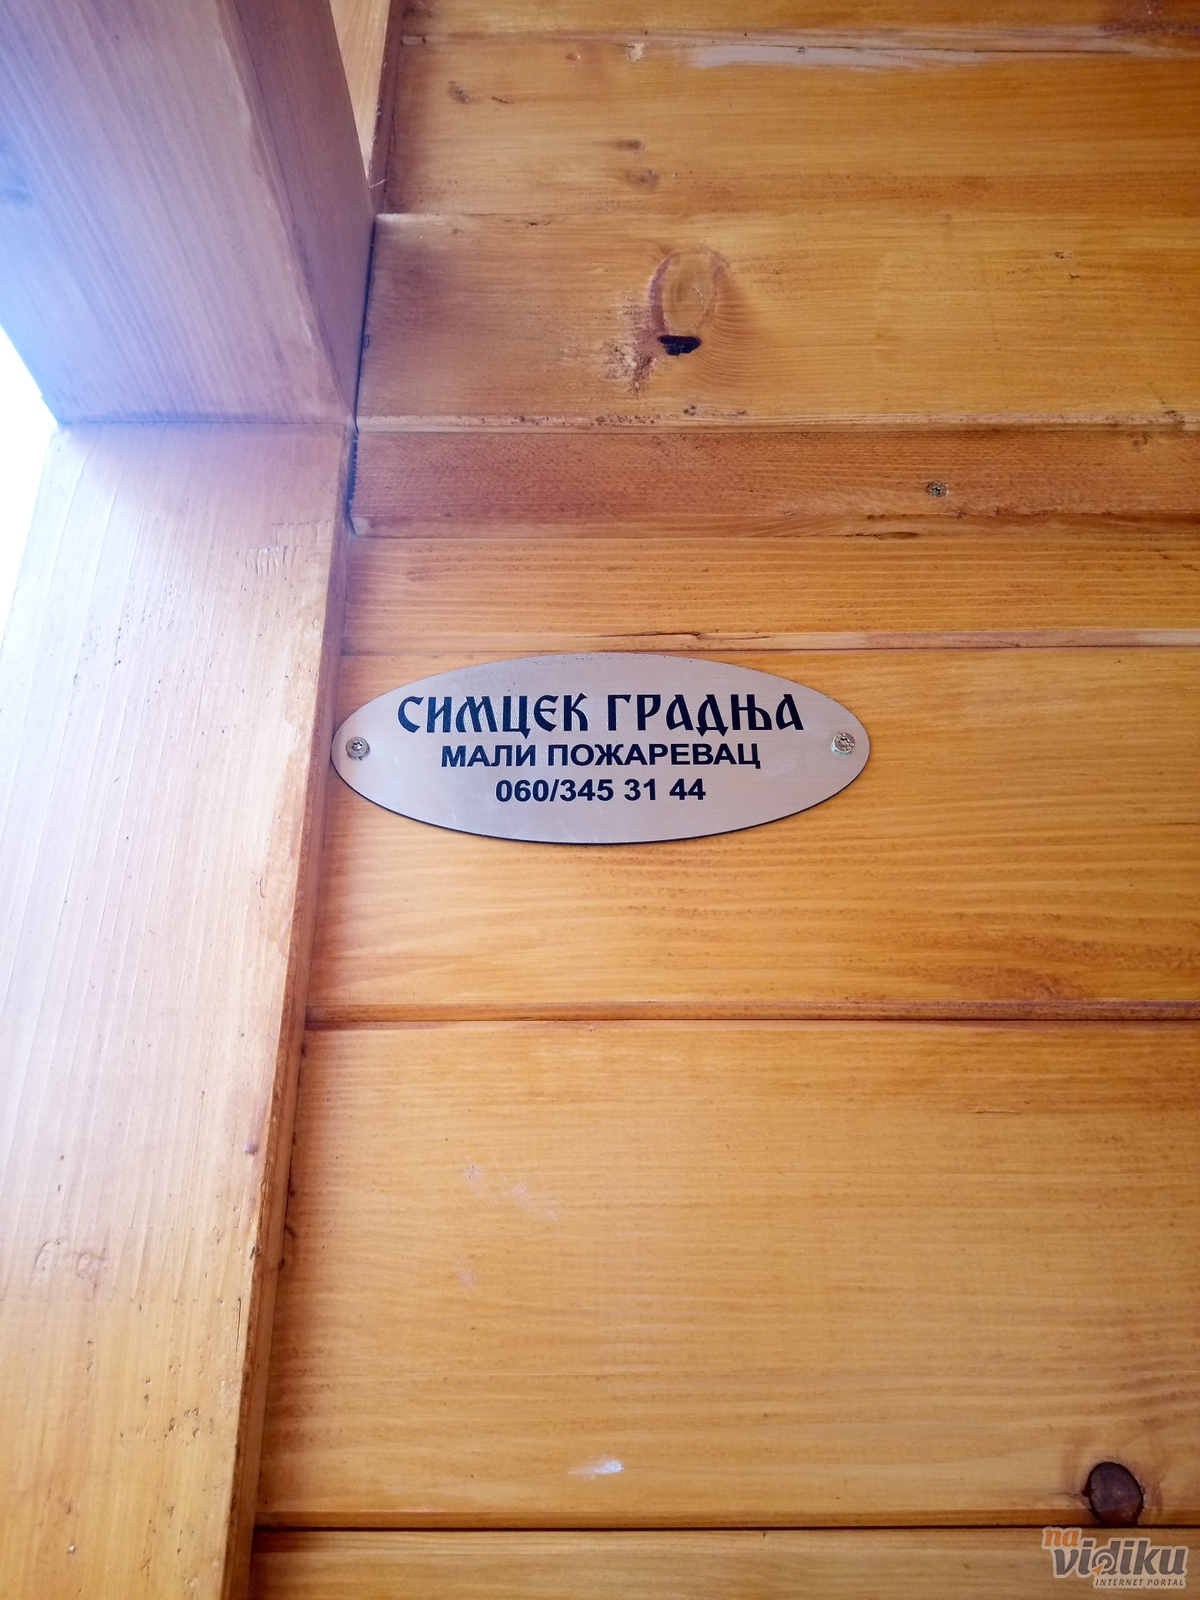 СИМЦЕК ГРАДЊА
МАЛИ ПОЖАРЕВАЦ
060/345 31 44
na
vidiku
INTERNET PORTAL